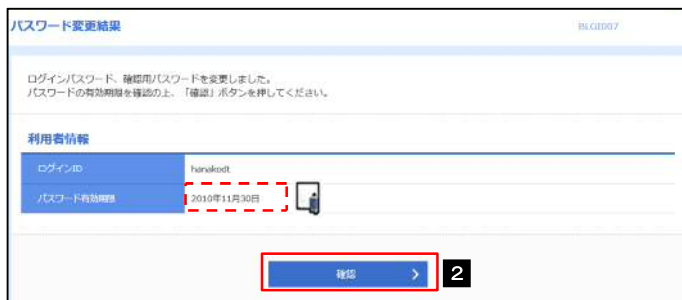 パスワード変更結果
BLGI007
ログインパスワード、確認用パスワードを変更しました。
パスワードの有効期限を確認の上、「確認」ボタンを押してください。
利用者情報
ログインID hanakodt
パスワード有効期限 2010年11月30日
確認
2